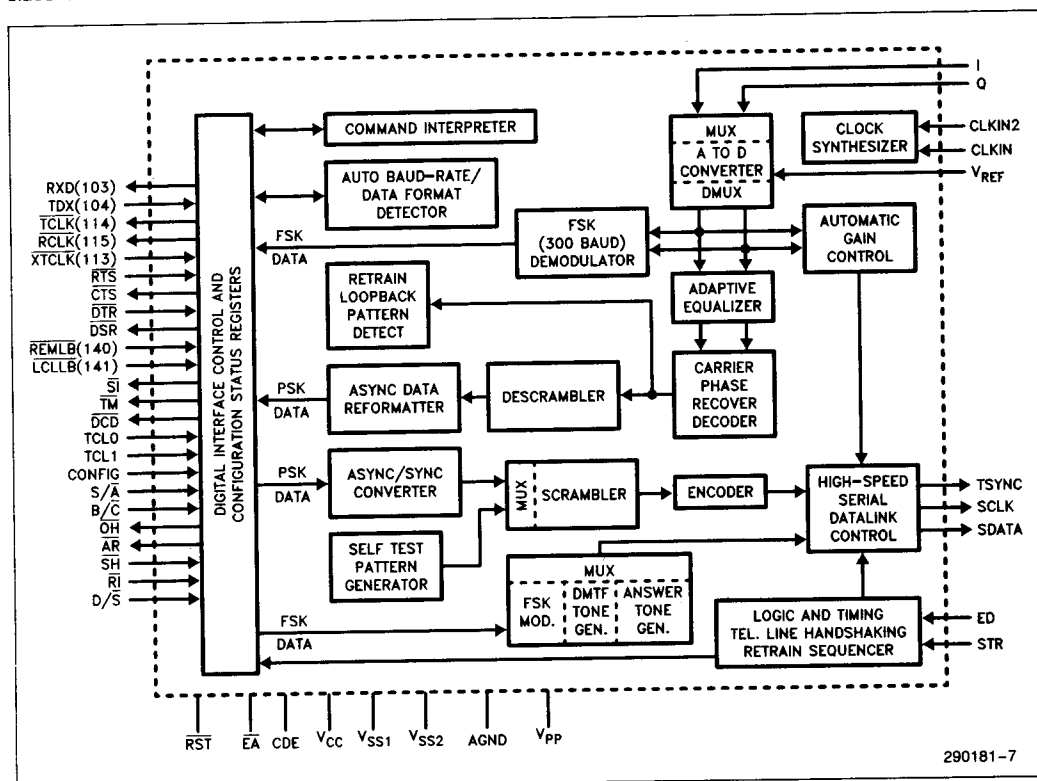 I
Q
CLKIN2
CLKIN
VREF
COMMAND INTERPRETER
AUTO BAUD-RATE/
DATA FORMAT
DETECTOR
MUX
A TO D
CONVERTER
DMUX
CLOCK
SYNTHESIZER
FSK
DATA
FSK
(300 BAUD)
DEMODULATOR
AUTOMATIC
GAIN
CONTROL
RETRAIN
LOOPBACK
PATTERN
DETECT
ADAPTIVE
EQUALIZER
PSK
DATA
ASYNC DATA
REFORMATTER
DESCRAMBLER
CARRIER
PHASE
RECOVER
DECODER
PSK
DATA
ASYNC/SYNC
CONVERTER
MUX
SCRAMBLER
ENCODER
HIGH-SPEED
SERIAL
DATALINK
CONTROL
TSYNC
SCLK
SDATA
SELF TEST
PATTERN
GENERATOR
MUX
FSK
MOD.
DMTF
TONE
GEN.
ANSWER
TONE
GEN.
FSK
DATA
LOGIC AND TIMING
TEL. LINE HANDSHAKING
RETRAIN SEQUENCER
ED
STR
DIGITAL INTERFACE CONTROL AND
CONFIGURATION STATUS REGISTERS
RXD(103)
TDX(104)
TCLK(114)
RCLK(115)
XTCLK(113)
RTS
CTS
DTR
DSR
REMLB(140)
LCLLB(141)
SI
TM
DCD
TCL0
TCL1
CONFIG
S/A
B/C
OH
AR
SH
RI
D/S
RST
EA
CDE
VCC
VSS1
VSS2
AGND
VPP
290181-7